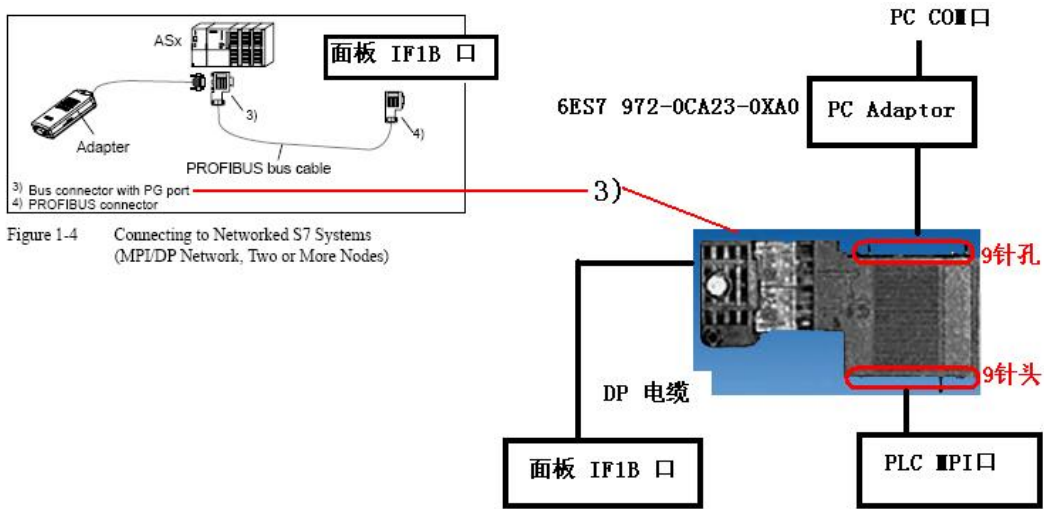 ASx
面板 IF1B 口
3)
4)
Adapter
PROFIBUS bus cable
3) Bus connector with PG port
4) PROFIBUS connector
Figure 1-4 Connecting to Networked S7 Systems
(MPI/DP Network, Two or More Nodes)
PC COM口
6ES7 972-0CA23-0XA0
PC Adaptor
3)
9针孔
9针头
DP 电缆
面板 IF1B 口
PLC MPI口